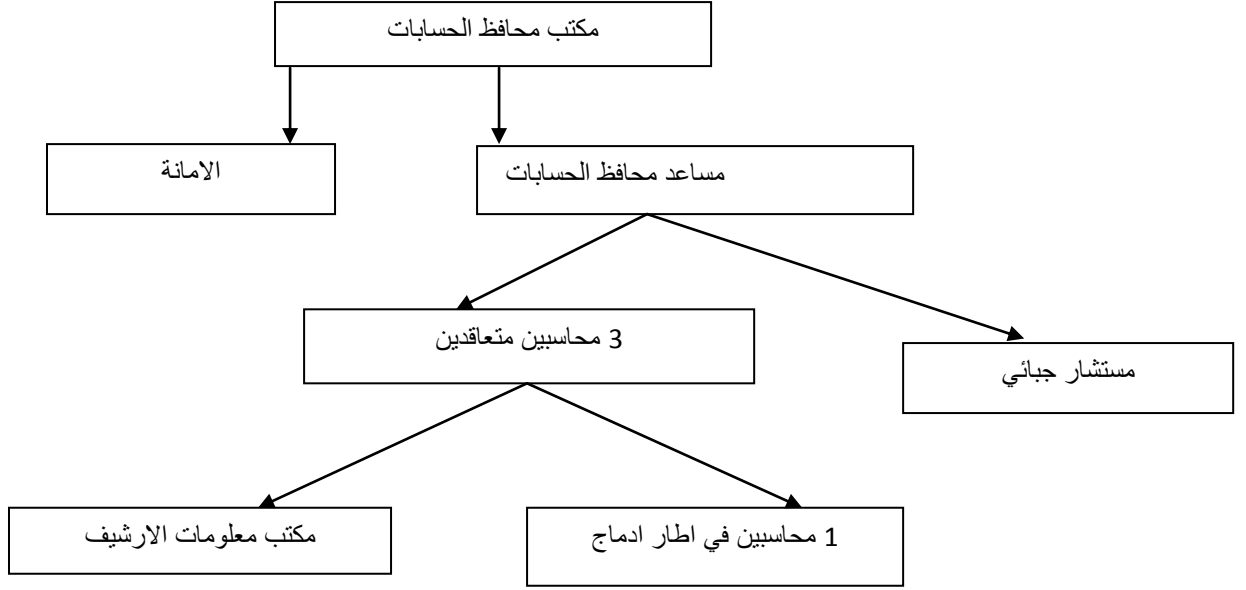 مكتب محافظ الحسابات
مساعد محافظ الحسابات
الامانة
3 محاسبين متعاقدين
مستشار جبائي
1 محاسبين في اطار ادماج
مكتب معلومات الارشيف